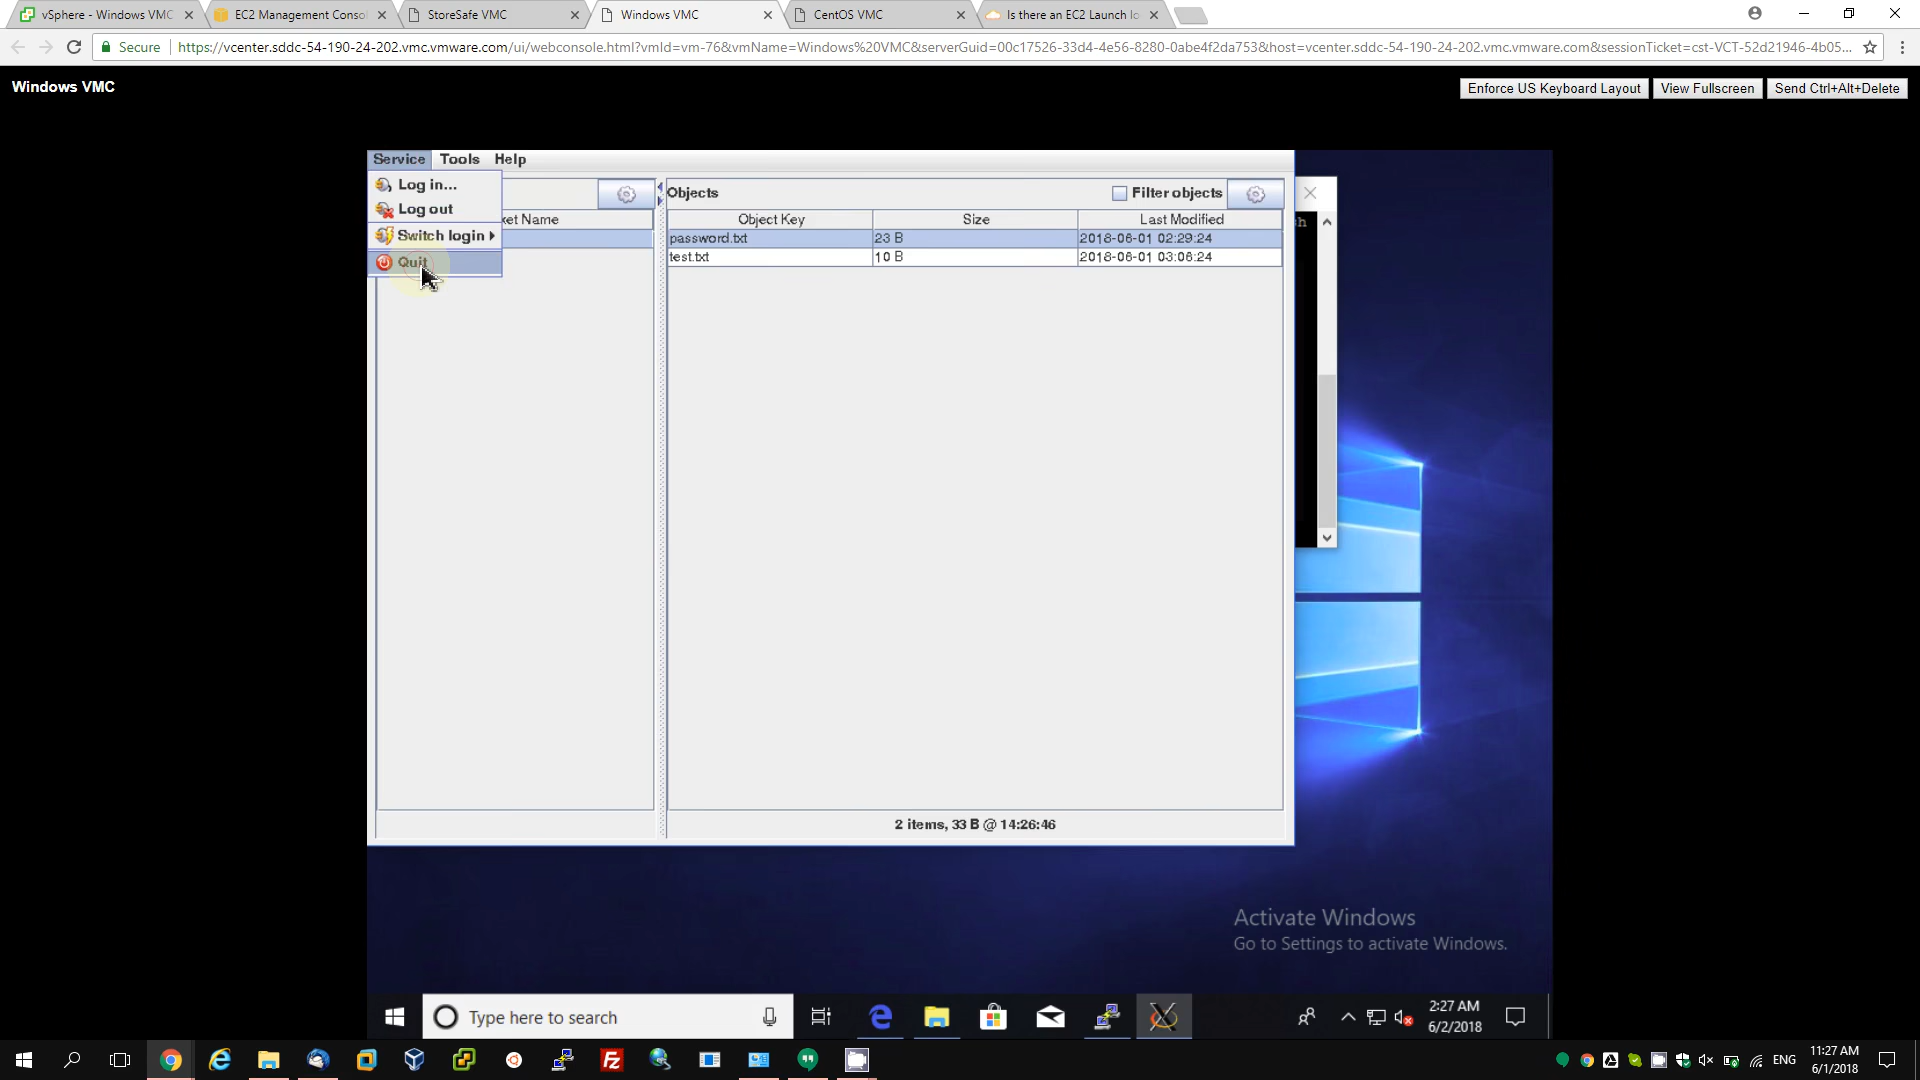 vSphere - Windows VMC
EC2 Management Consol
StoreSafe VMC
Windows VMC
CentOS VMC
Is there an EC2 Launch lo
Secure
https://vcenter.sddc-54-190-24-202.vmc.vmware.com/ui/webconsole.html?vmId=vm-76&vmName=Windows%20VMC&serverGuid=00c17526-33d4-4e56-8280-0abe4f2da753&host=vcenter.sddc-54-190-24-202.vmc.vmware.com&sessionTicket=cst-VCT-52d21946-4b05...
Windows VMC
Enforce US Keyboard Layout
View Fullscreen
Send Ctrl+Alt+Delete
Service Tools Help
Log in...
Log out
Switch login
Quit
ket Name
Objects
Filter objects
Object Key Size Last Modified
password.txt 23 B 2018-06-01 02:29:24
test.txt 10 B 2018-06-01 03:06:24
h
2 items, 33 B @ 14:26:46
Activate Windows
Go to Settings to activate Windows.
Type here to search
2:27 AM
6/2/2018
ENG
11:27 AM
6/1/2018